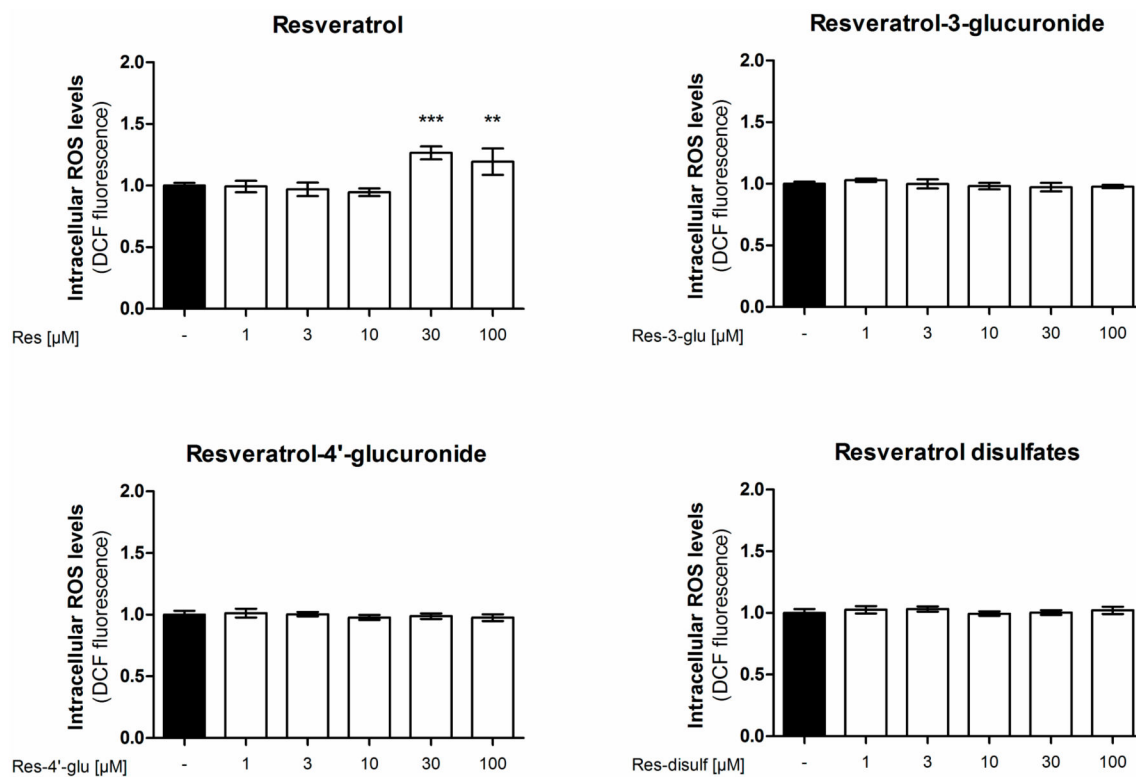 Resveratrol
Intracellular ROS levels
(DCF fluorescence)
2.0
1.5
1.0
0.5
0.0
*** **
Res [µM] - 1 3 10 30 100
Resveratrol-3-glucuronide
Intracellular ROS levels
(DCF fluorescence)
2.0
1.5
1.0
0.5
0.0
Res-3-glu [µM] - 1 3 10 30 100
Resveratrol-4'-glucuronide
Intracellular ROS levels
(DCF fluorescence)
2.0
1.5
1.0
0.5
0.0
Res-4'-glu [µM] - 1 3 10 30 100
Resveratrol disulfates
Intracellular ROS levels
(DCF fluorescence)
2.0
1.5
1.0
0.5
0.0
Res-disulf [µM] - 1 3 10 30 100